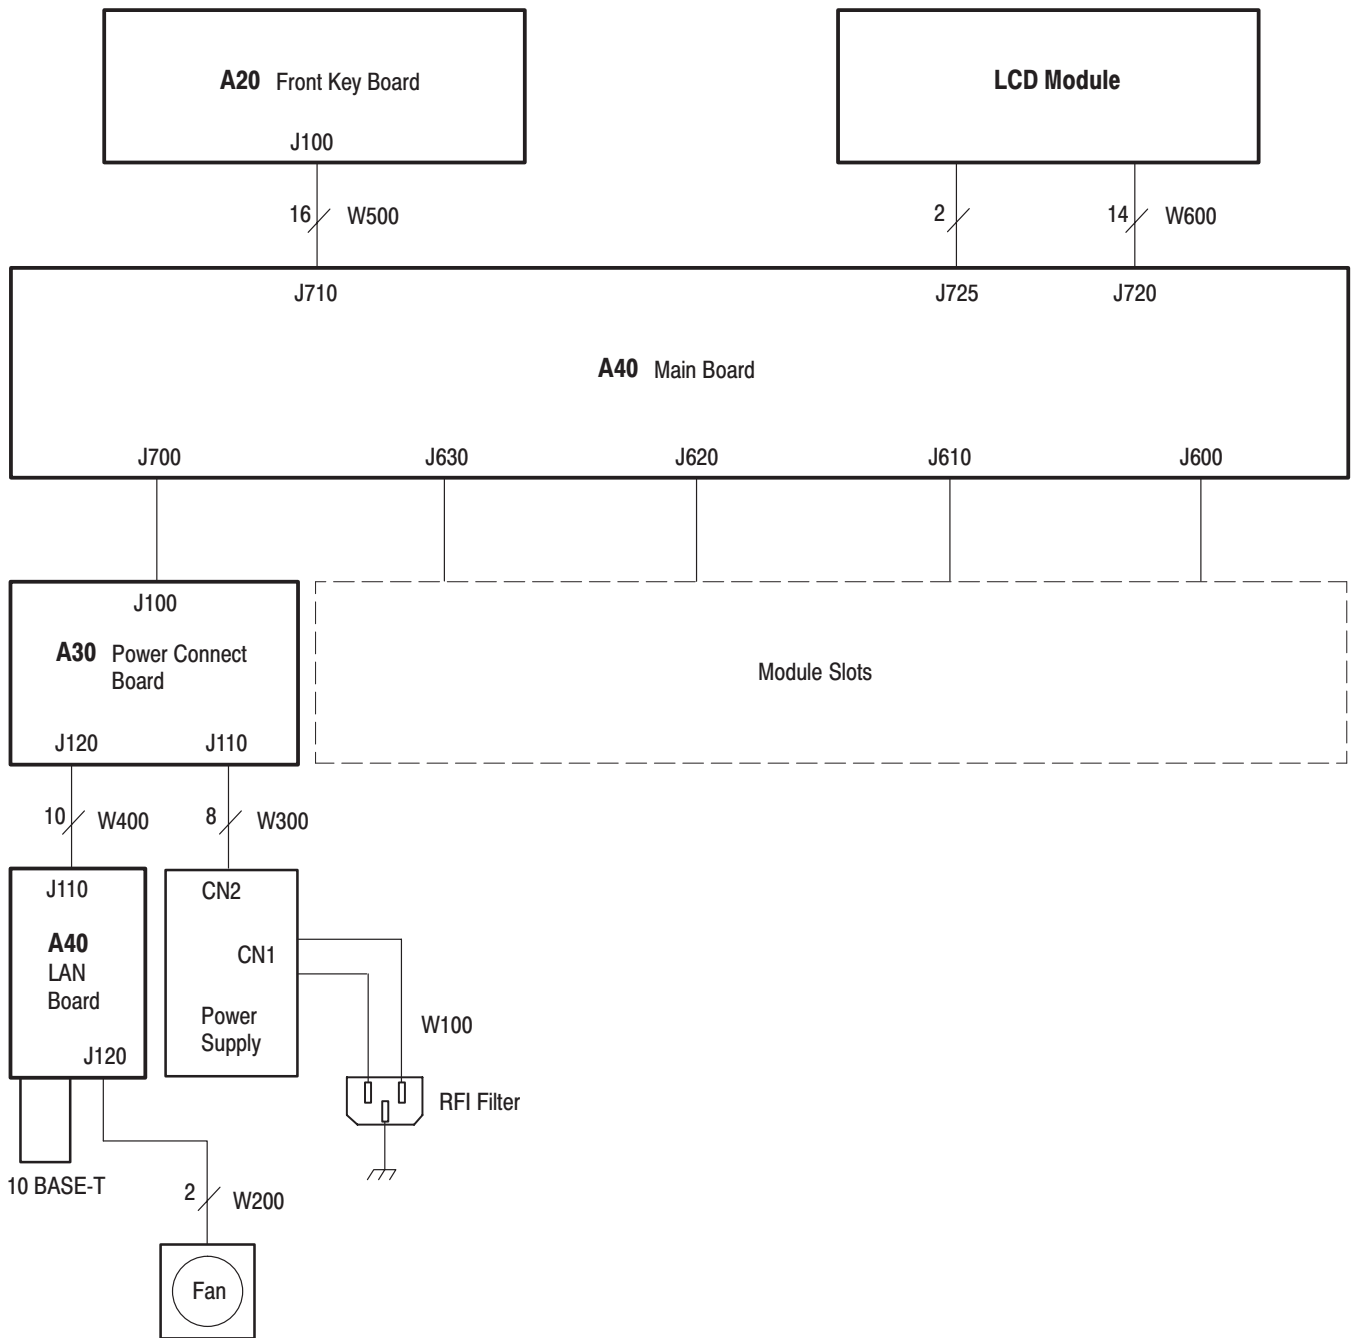 A20 Front Key Board
J100
LCD Module
16 W500
2
14 W600
J710
J725
J720
A40 Main Board
J700
J630
J620
J610
J600
J100
A30 Power Connect
Board
J120
J110
Module Slots
10 W400
8 W300
J110
A40
LAN
Board
J120
CN2
CN1
Power
Supply
W100
RFI Filter
10 BASE-T
2 W200
Fan